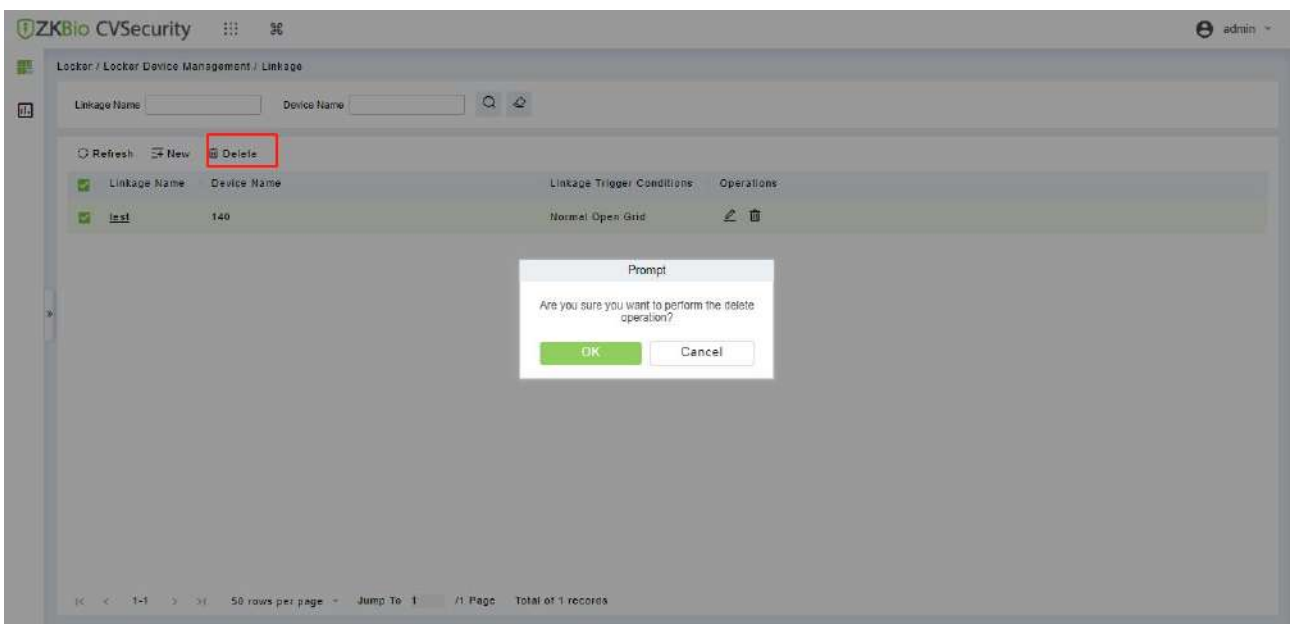 ZKBio CVSecurity admin
Locker / Locker Device Management / Linkage
Linkage Name Device Name
Refresh New Delete
Linkage Name Device Name Linkage Trigger Conditions Operations
test 140 Normal Open Grid
Prompt
Are you sure you want to perform the delete
operation?
OK Cancel
1-1 50 rows per page Jump To 1 /1 Page Total of 1 records